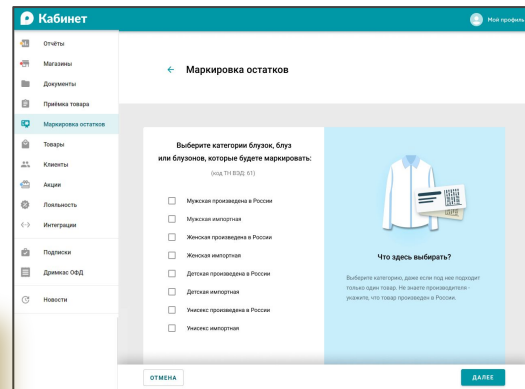 Кабинет
Мой профиль
Отчёты
Магазины
Документы
Приёмка товара
Маркировка остатков
Товары
Клиенты
Акции
Лояльность
Интеграции
Подписки
Дримкас ОФД
Новости
Маркировка остатков
Выберите категории блузок, блуз
или блузонов, которые будете маркировать:
(код ТН ВЭД: 61)
Мужская произведена в России
Мужская импортная
Женская произведена в России
Женская импортная
Детская произведена в России
Детская импортная
Унисекс произведена в России
Унисекс импортная
Что здесь выбирать?
Выберите категорию, даже если под нее подходит
только один товар. Не знаете производителя -
укажите, что товар произведен в России.
ОТМЕНА
ДАЛЕЕ